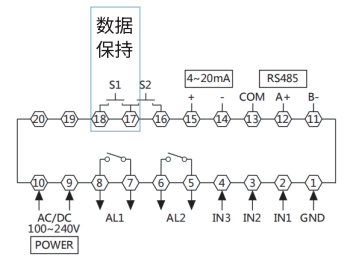 数据
保持
S1 S2
4~20mA RS485
+ - COM A+ B-
20 19 18 17 16 15 14 13 12 11
10 9 8 7 6 5 4 3 2 1
AC/DC AL1 AL2 IN3 IN2 IN1 GND
100~240V
POWER